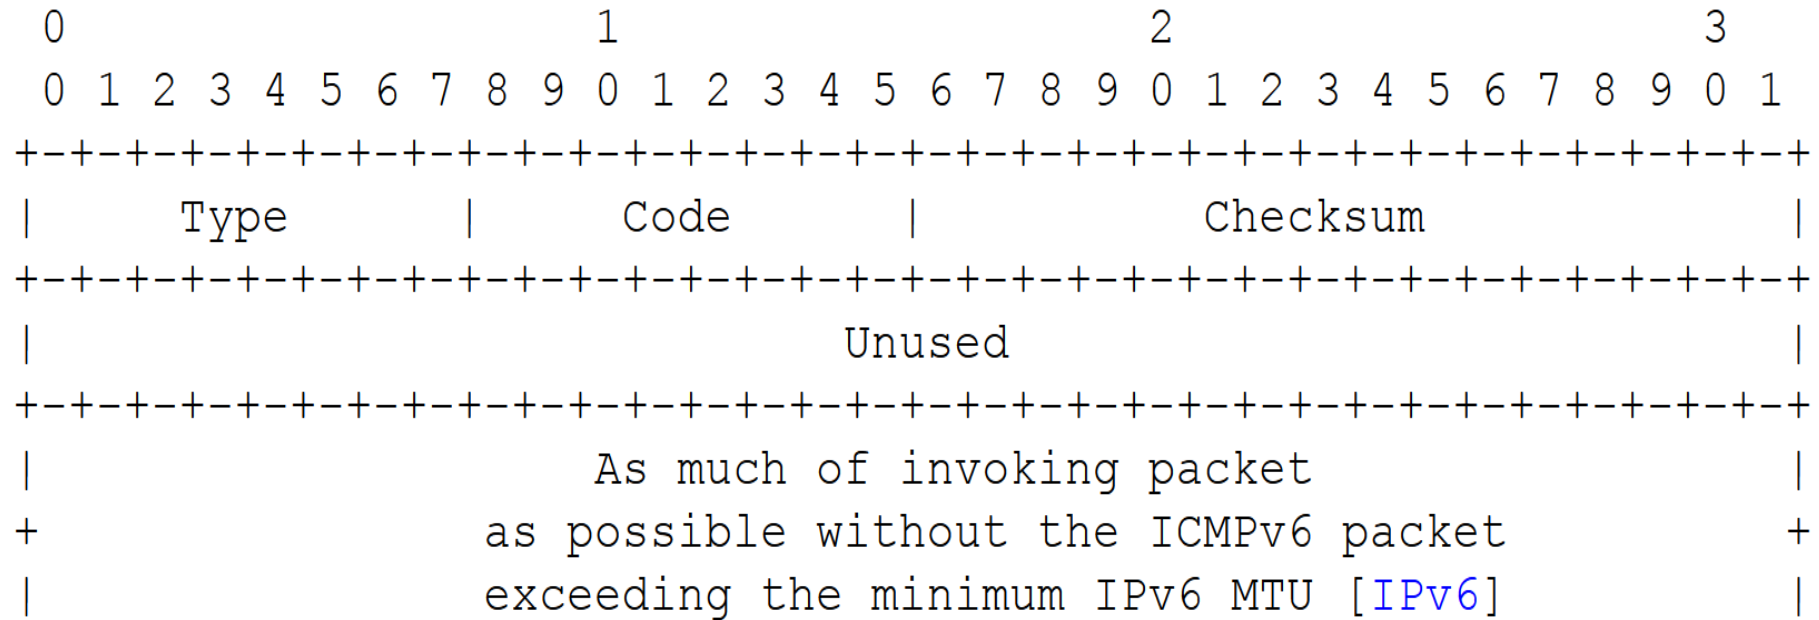 0                   1                   2                   3
0 1 2 3 4 5 6 7 8 9 0 1 2 3 4 5 6 7 8 9 0 1 2 3 4 5 6 7 8 9 0 1
+-+-+-+-+-+-+-+-+-+-+-+-+-+-+-+-+-+-+-+-+-+-+-+-+-+-+-+-+-+-+-+-+
|     Type      |     Code      |          Checksum             |
+-+-+-+-+-+-+-+-+-+-+-+-+-+-+-+-+-+-+-+-+-+-+-+-+-+-+-+-+-+-+-+-+
|                             Unused                            |
+-+-+-+-+-+-+-+-+-+-+-+-+-+-+-+-+-+-+-+-+-+-+-+-+-+-+-+-+-+-+-+-+
|                    As much of invoking packet                 |
+                as possible without the ICMPv6 packet          +
|                exceeding the minimum IPv6 MTU [IPv6]          |